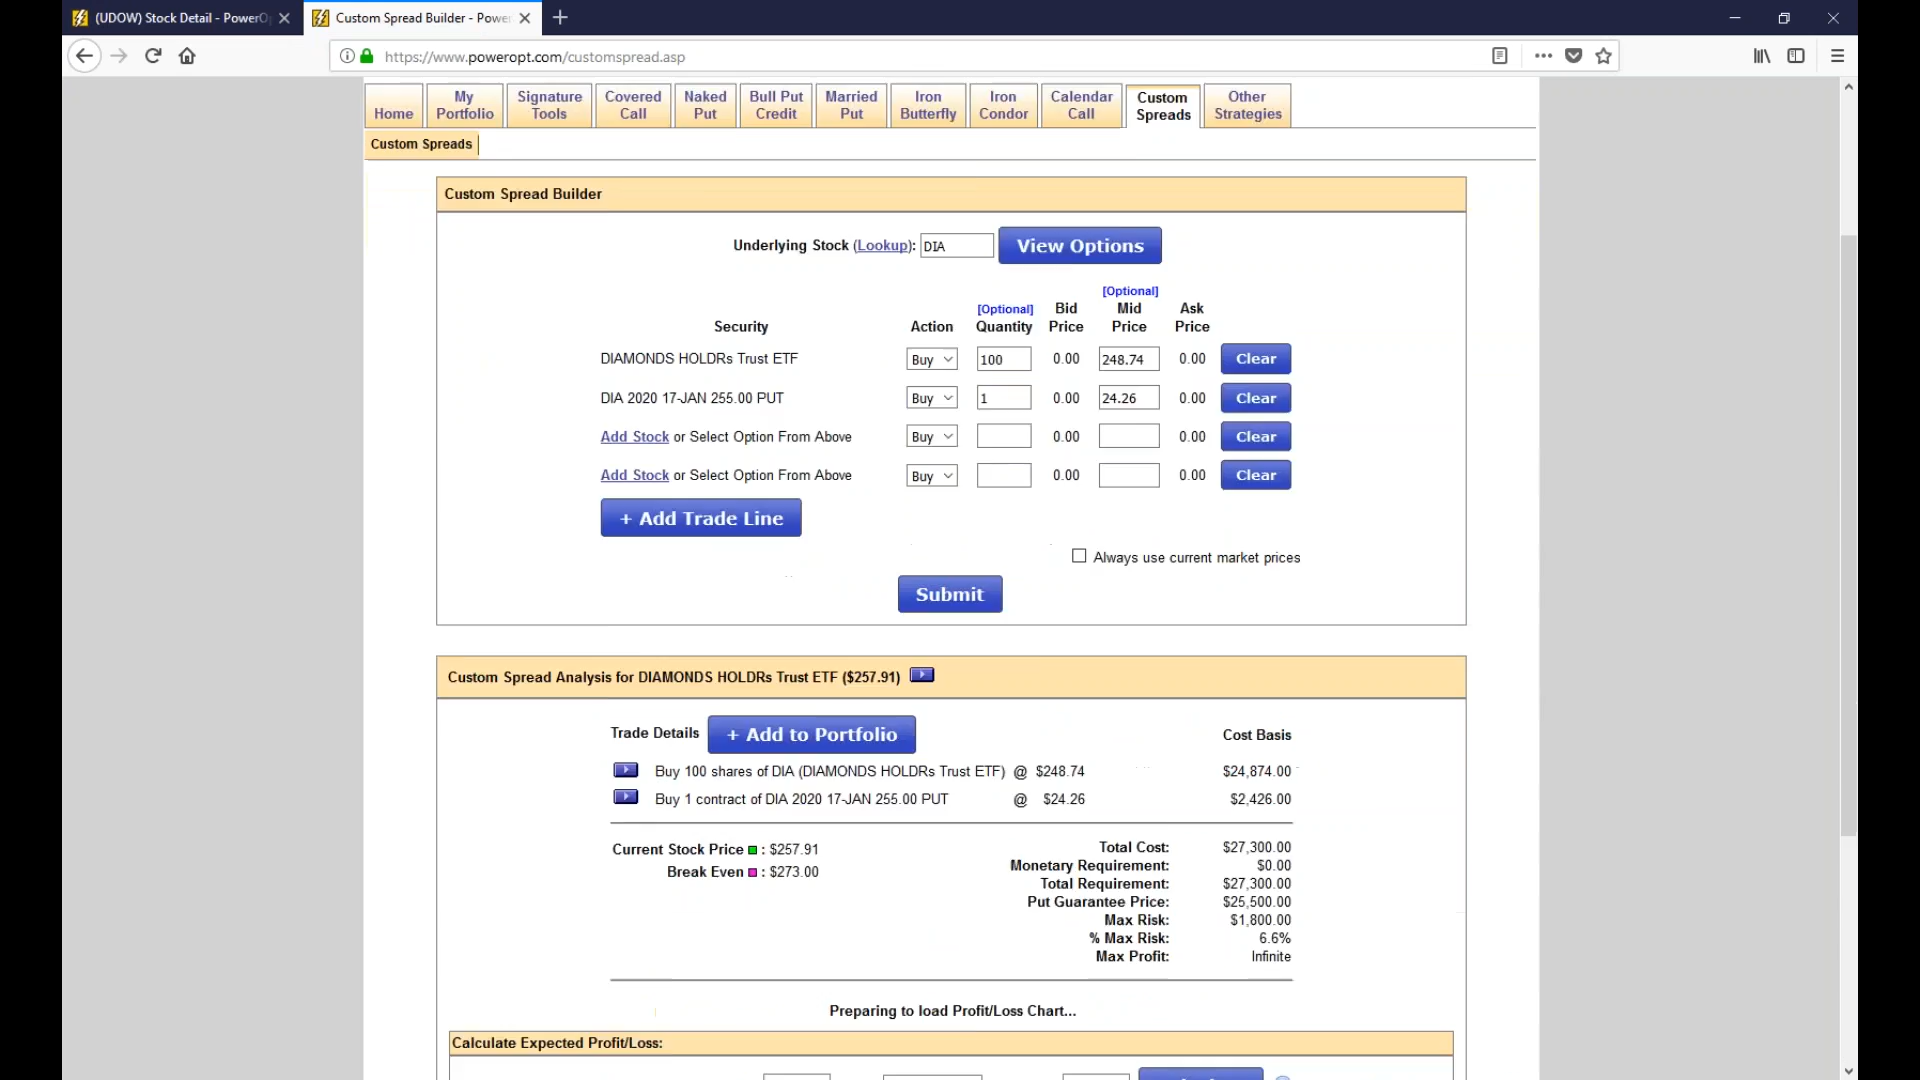 (UDOW) Stock Detail - PowerO
Custom Spread Builder - Power
https://www.poweropt.com/customspread.asp
Home
My Portfolio
Signature Tools
Covered Call
Naked Put
Bull Put Credit
Married Put
Iron Butterfly
Iron Condor
Calendar Call
Custom Spreads
Other Strategies
Custom Spreads
Custom Spread Builder
Underlying Stock (Lookup): DIA View Options
Security Action [Optional] Quantity Bid Price [Optional] Mid Price Ask Price
DIAMONDS HOLDRs Trust ETF Buy 100 0.00 248.74 0.00 Clear
DIA 2020 17-JAN 255.00 PUT Buy 1 0.00 24.26 0.00 Clear
Add Stock or Select Option From Above Buy 0.00 0.00 Clear
Add Stock or Select Option From Above Buy 0.00 0.00 Clear
+ Add Trade Line
Always use current market prices
Submit
Custom Spread Analysis for DIAMONDS HOLDRs Trust ETF ($257.91)
Trade Details + Add to Portfolio Cost Basis
Buy 100 shares of DIA (DIAMONDS HOLDRs Trust ETF) @ $248.74 $24,874.00
Buy 1 contract of DIA 2020 17-JAN 255.00 PUT @ $24.26 $2,426.00
Current Stock Price : $257.91
Break Even : $273.00
Total Cost: $27,300.00
Monetary Requirement: $0.00
Total Requirement: $27,300.00
Put Guarantee Price: $25,500.00
Max Risk: $1,800.00
% Max Risk: 6.6%
Max Profit: Infinite
Preparing to load Profit/Loss Chart...
Calculate Expected Profit/Loss: